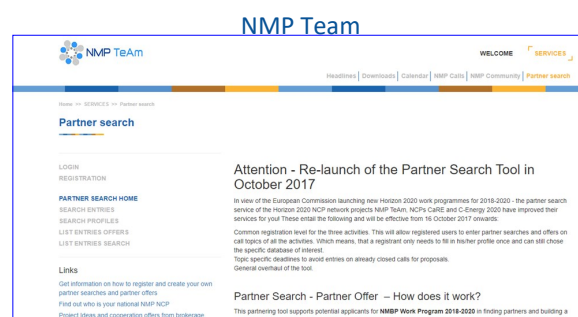 NMP Team
NMP TeAm
WELCOME
SERVICES
Headlines Downloads Calendar NMP Calls NMP Community Partner search
Home >> SERVICES >> Partner search
Partner search
LOGIN
REGISTRATION
PARTNER SEARCH HOME
SEARCH ENTRIES
SEARCH PROFILES
LIST ENTRIES OFFERS
LIST ENTRIES SEARCH
Links
Get information on how to register and create your own
partner searches and partner offers
Find out who is your national NMP NCP
Project Ideas and cooperation offers from brokerage
Attention - Re-launch of the Partner Search Tool in
October 2017
In view of the European Commission launching new Horizon 2020 work programmes for 2018-2020 - the partner search
service of the Horizon 2020 NCP network projects NMP TeAm, NCPs CaRE and C-Energy 2020 have improved their
services for you! These entail the following and will be effective from 16 October 2017 onwards:
Common registration level for the three activities. This will allow registered users to enter partner searches and offers on
call topics of all the activities. Which means, that a registrant only needs to fill in his/her profile once and can still chose
the specific database of interest.
Topic specific deadlines to avoid entries on already closed calls for proposals.
General overhaul of the tool.
Partner Search - Partner Offer – How does it work?
This partnering tool supports potential applicants for NMBP Work Program 2018-2020 in finding partners and building a